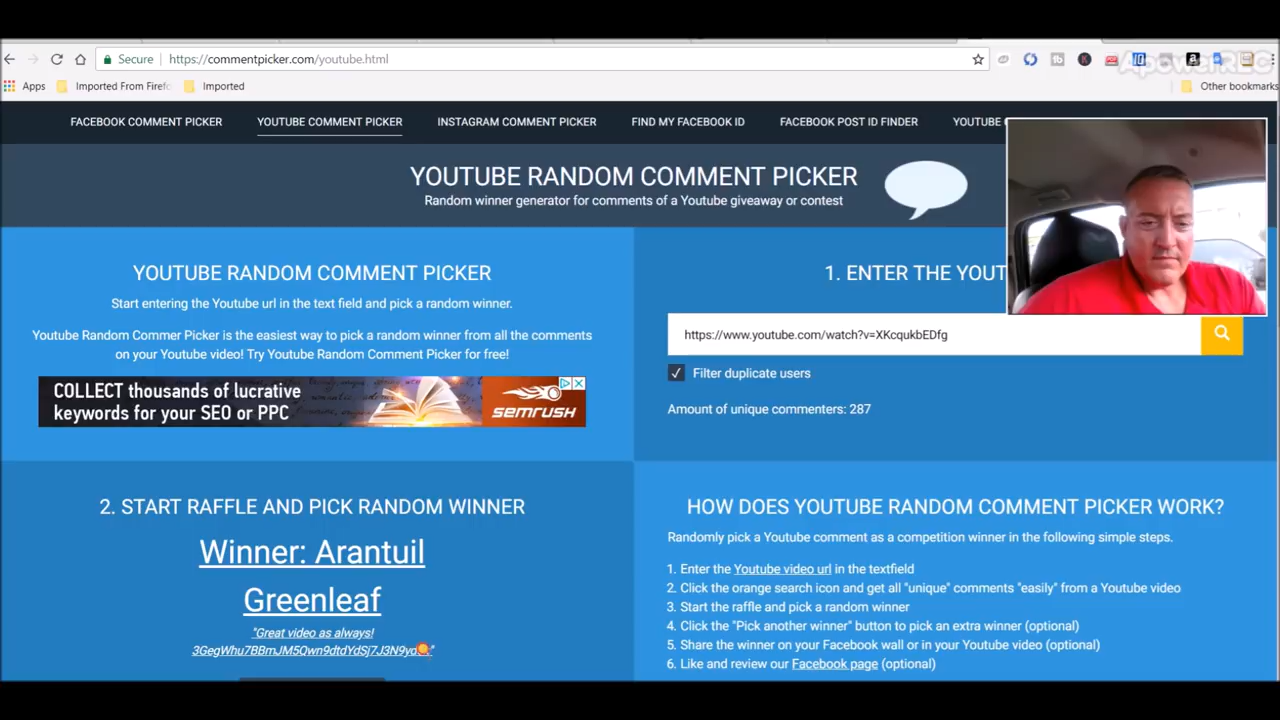 Secure
https://commentpicker.com/youtube.html
ApowerREC
Apps
Imported From Firefo
Imported
Other bookmarks
FACEBOOK COMMENT PICKER
YOUTUBE COMMENT PICKER
INSTAGRAM COMMENT PICKER
FIND MY FACEBOOK ID
FACEBOOK POST ID FINDER
YOUTUBE
YOUTUBE RANDOM COMMENT PICKER
Random winner generator for comments of a Youtube giveaway or contest
YOUTUBE RANDOM COMMENT PICKER
Start entering the Youtube url in the text field and pick a random winner.
Youtube Random Commer Picker is the easiest way to pick a random winner from all the comments
on your Youtube video! Try Youtube Random Comment Picker for free!
COLLECT thousands of lucrative
keywords for your SEO or PPC
SEMRUSH
1. ENTER THE YOUT
https://www.youtube.com/watch?v=XKcqukbEDfg
Filter duplicate users
Amount of unique commenters: 287
2. START RAFFLE AND PICK RANDOM WINNER
Winner: Arantuil
Greenleaf
"Great video as always!
HOW DOES YOUTUBE RANDOM COMMENT PICKER WORK?
Randomly pick a Youtube comment as a competition winner in the following simple steps.
1. Enter the Youtube video url in the textfield
2. Click the orange search icon and get all "unique" comments "easily" from a Youtube video
3. Start the raffle and pick a random winner
4. Click the "Pick another winner" button to pick an extra winner (optional)
5. Share the winner on your Facebook wall or in your Youtube video (optional)
6. Like and review our Facebook page (optional)